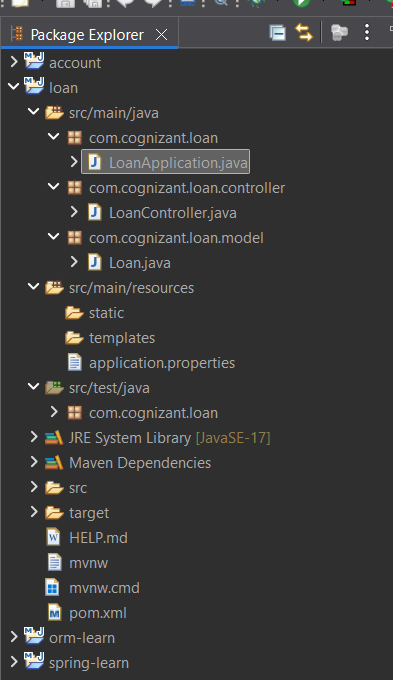 Package Explorer
account
loan
src/main/java
com.cognizant.loan
LoanApplication.java
com.cognizant.loan.controller
LoanController.java
com.cognizant.loan.model
Loan.java
src/main/resources
static
templates
application.properties
src/test/java
com.cognizant.loan
JRE System Library [JavaSE-17]
Maven Dependencies
src
target
HELP.md
mvnw
mvnw.cmd
pom.xml
orm-learn
spring-learn